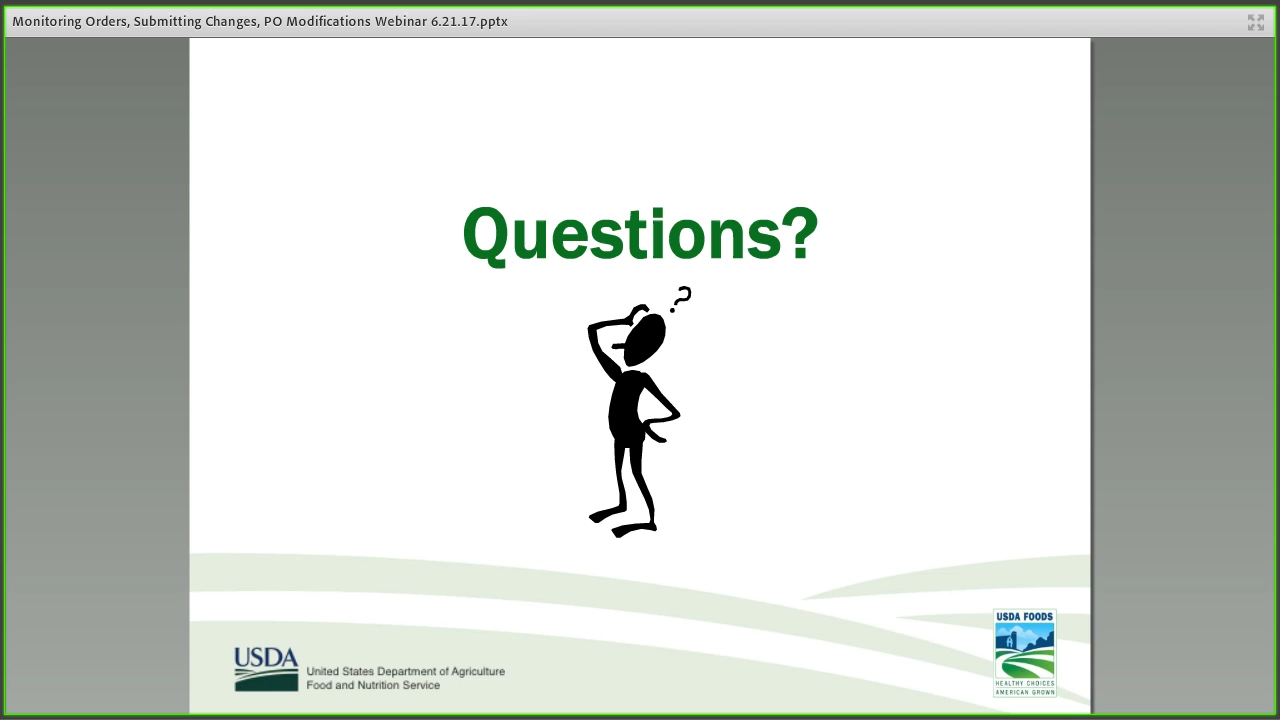 Monitoring Orders, Submitting Changes, PO Modifications Webinar 6.21.17.pptx
Questions?
?
USDA FOODS
USDA
United States Department of Agriculture
Food and Nutrition Service
HEALTHY CHOICES
AMERICAN GROWN